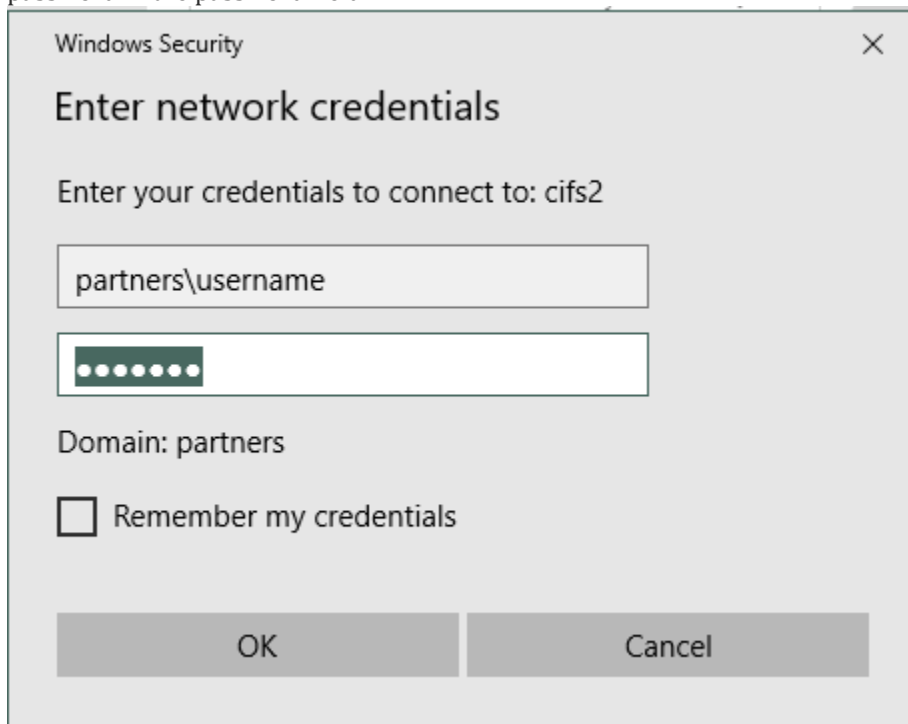 Windows Security
Enter network credentials
Enter your credentials to connect to: cifs2
partners\username
●●●●●●●
Domain: partners
Remember my credentials
OK
Cancel